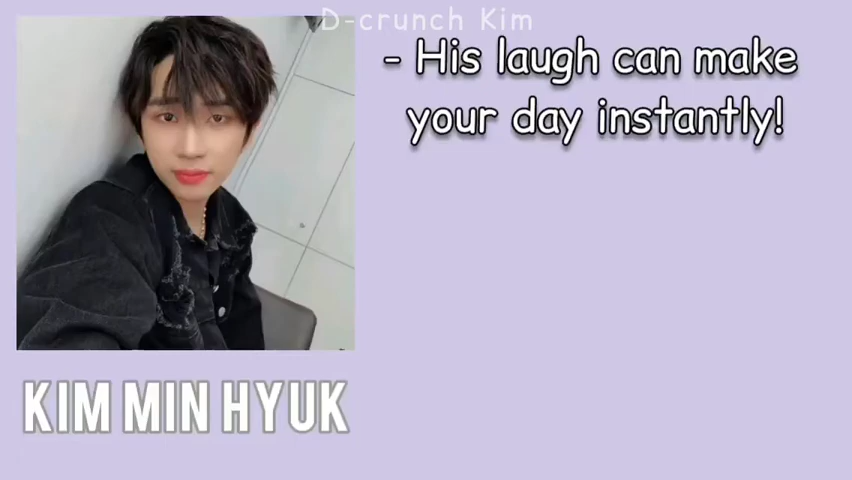 D-crunch Kim
- His laugh can make
your day instantly!
KIM MIN HYUK